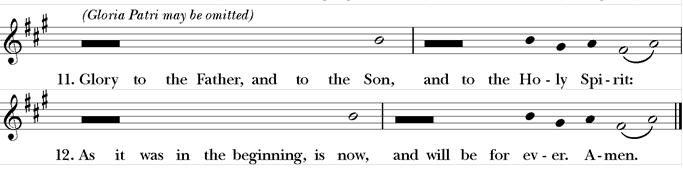 (Gloria Patri may be omitted)
11. Glory to the Father, and to the Son, and to the Ho - ly Spi - rit:
12. As it was in the beginning, is now, and will be for ev - er. A - men.